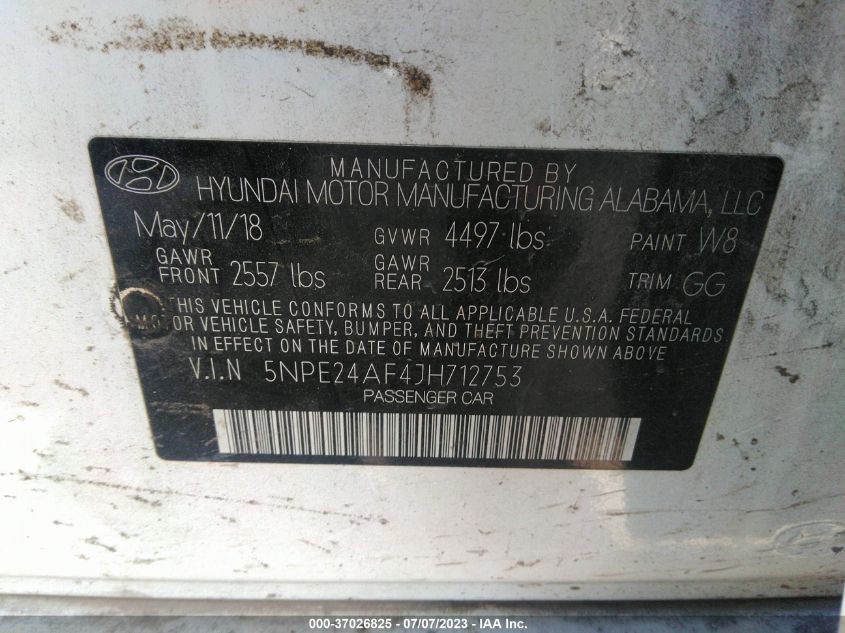 MANUFACTURED BY
HYUNDAI MOTOR MANUFACTURING ALABAMA, LLC
May/11/18 GVWR 4497 lbs PAINT W8
GAWR FRONT 2557 lbs GAWR REAR 2513 lbs TRIM GG
THIS VEHICLE CONFORMS TO ALL APPLICABLE U.S.A. FEDERAL
MOTOR VEHICLE SAFETY, BUMPER, AND THEFT PREVENTION STANDARDS
IN EFFECT ON THE DATE OF MANUFACTURE SHOWN ABOVE
V.I.N 5NPE24AF4JH712753
PASSENGER CAR
000-37026825 - 07/07/2023 - IAA Inc.